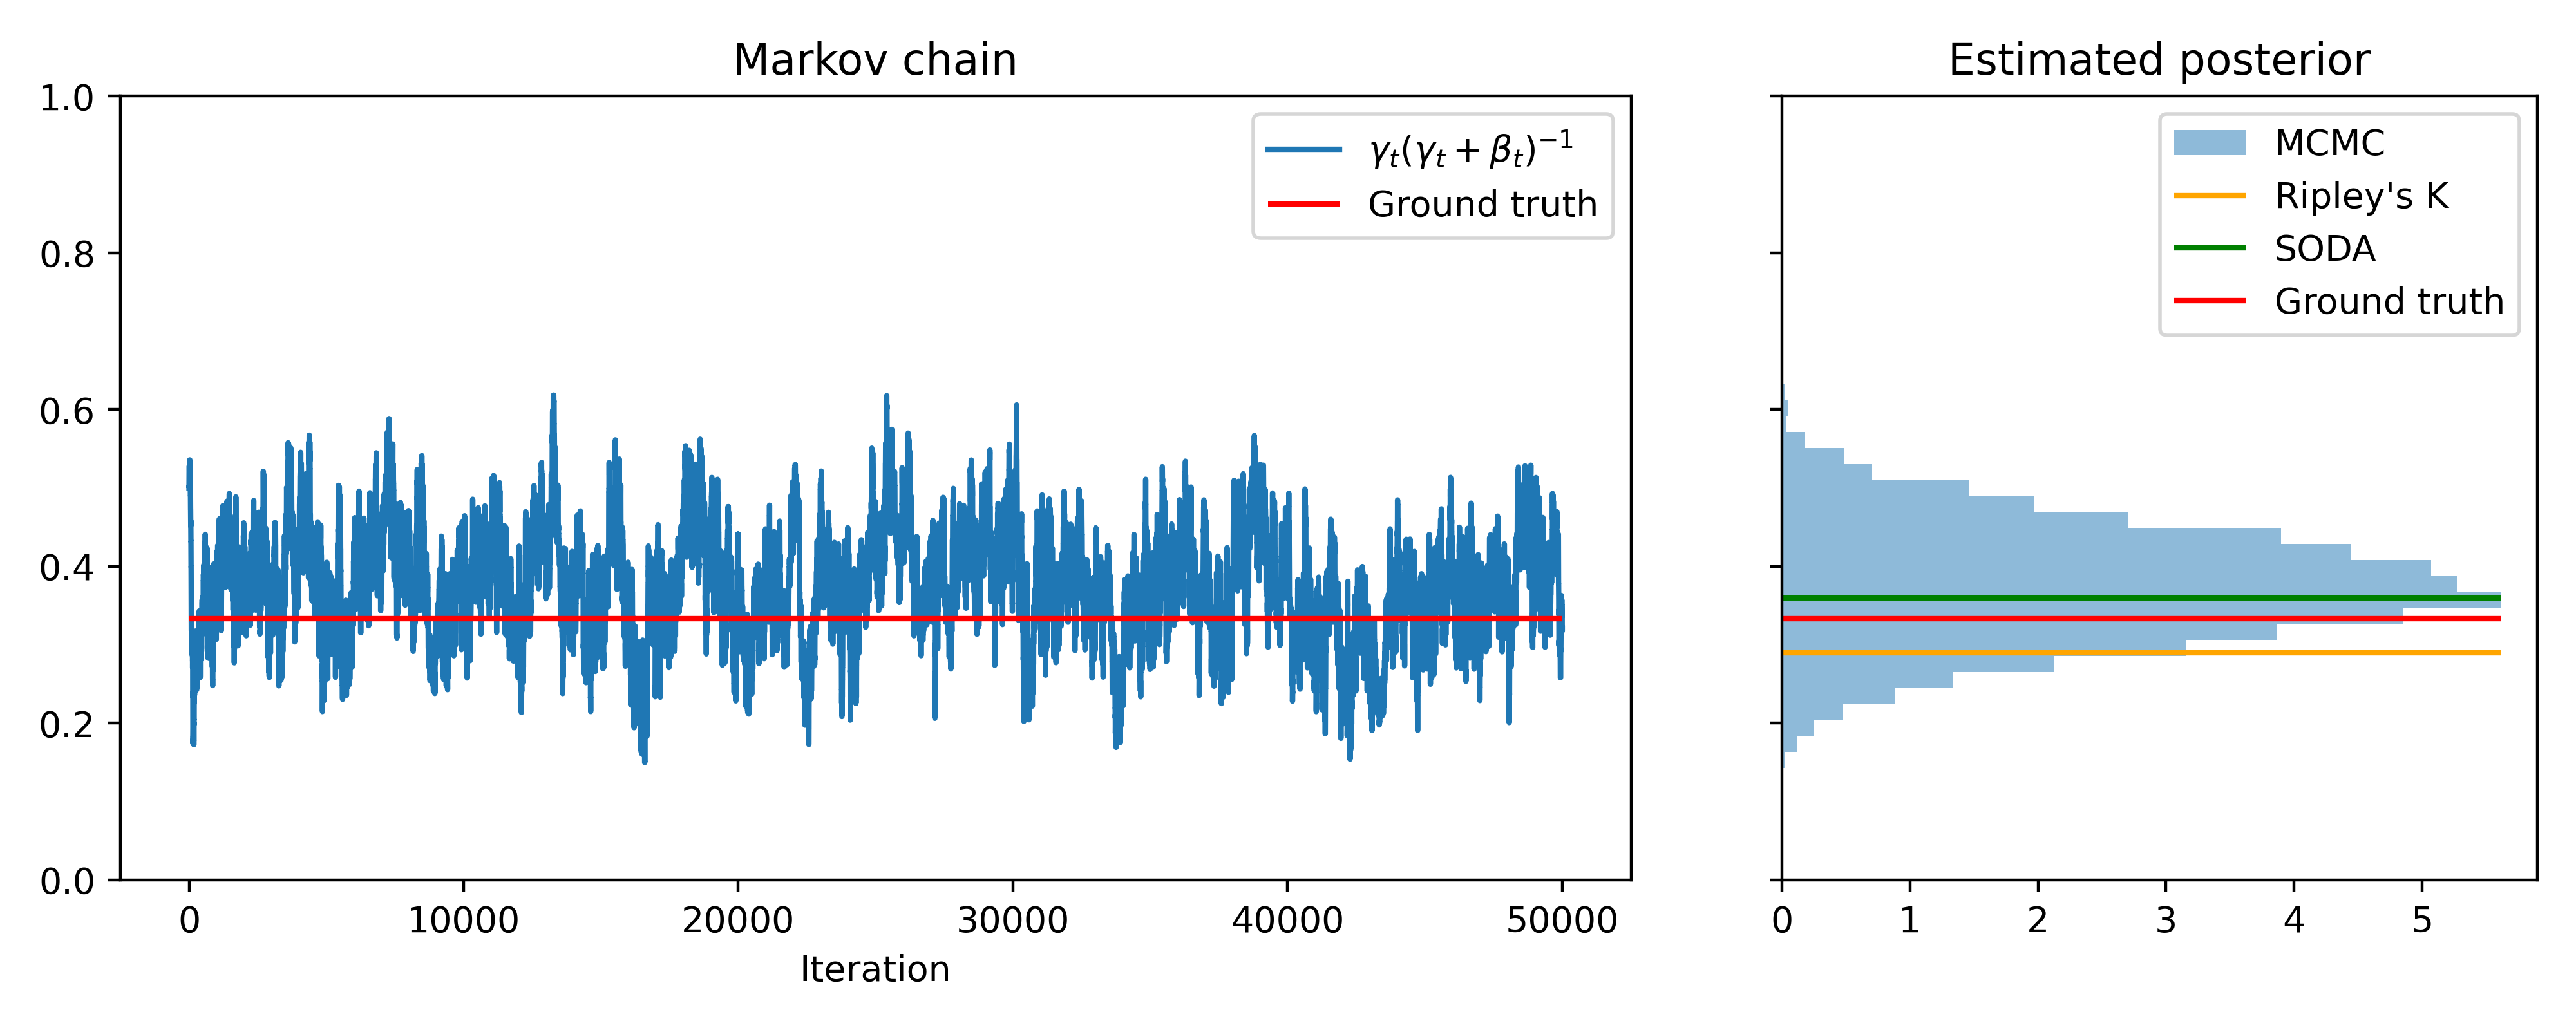 Markov chain
1.0
0.8
0.6
0.4
0.2
0.0
γₜ(γₜ + βₜ)⁻¹
Ground truth
0 10000 20000 30000 40000 50000
Iteration
Estimated posterior
MCMC
Ripley's K
SODA
Ground truth
0 1 2 3 4 5